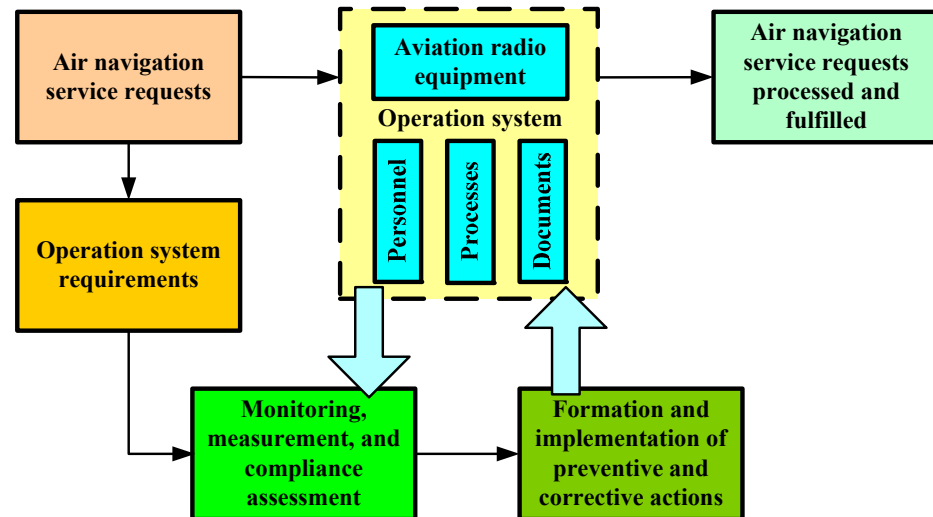 Air navigation
service requests
Aviation radio
equipment
Operation system
Personnel
Processes
Documents
Air navigation
service requests
processed and
fulfilled
Operation system
requirements
Monitoring,
measurement, and
compliance
assessment
Formation and
implementation of
preventive and
corrective actions